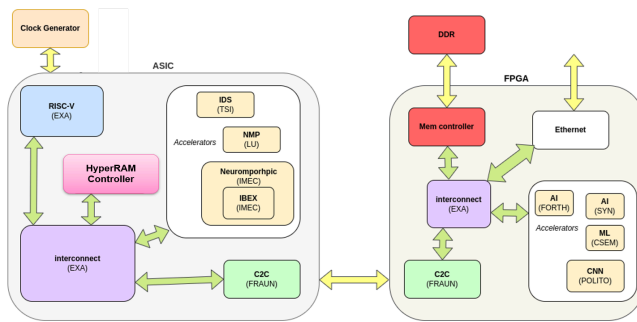 Clock Generator
ASIC
RISC-V
(EXA)
HyperRAM
Controller
interconnect
(EXA)
IDS
(TSI)
Accelerators
NMP
(LU)
Neuromporhpic
(IMEC)
IBEX
(IMEC)
C2C
(FRAUN)
DDR
FPGA
Mem controller
Ethernet
interconnect
(EXA)
AI
(FORTH)
AI
(SYN)
Accelerators
ML
(CSEM)
CNN
(POLITO)
C2C
(FRAUN)